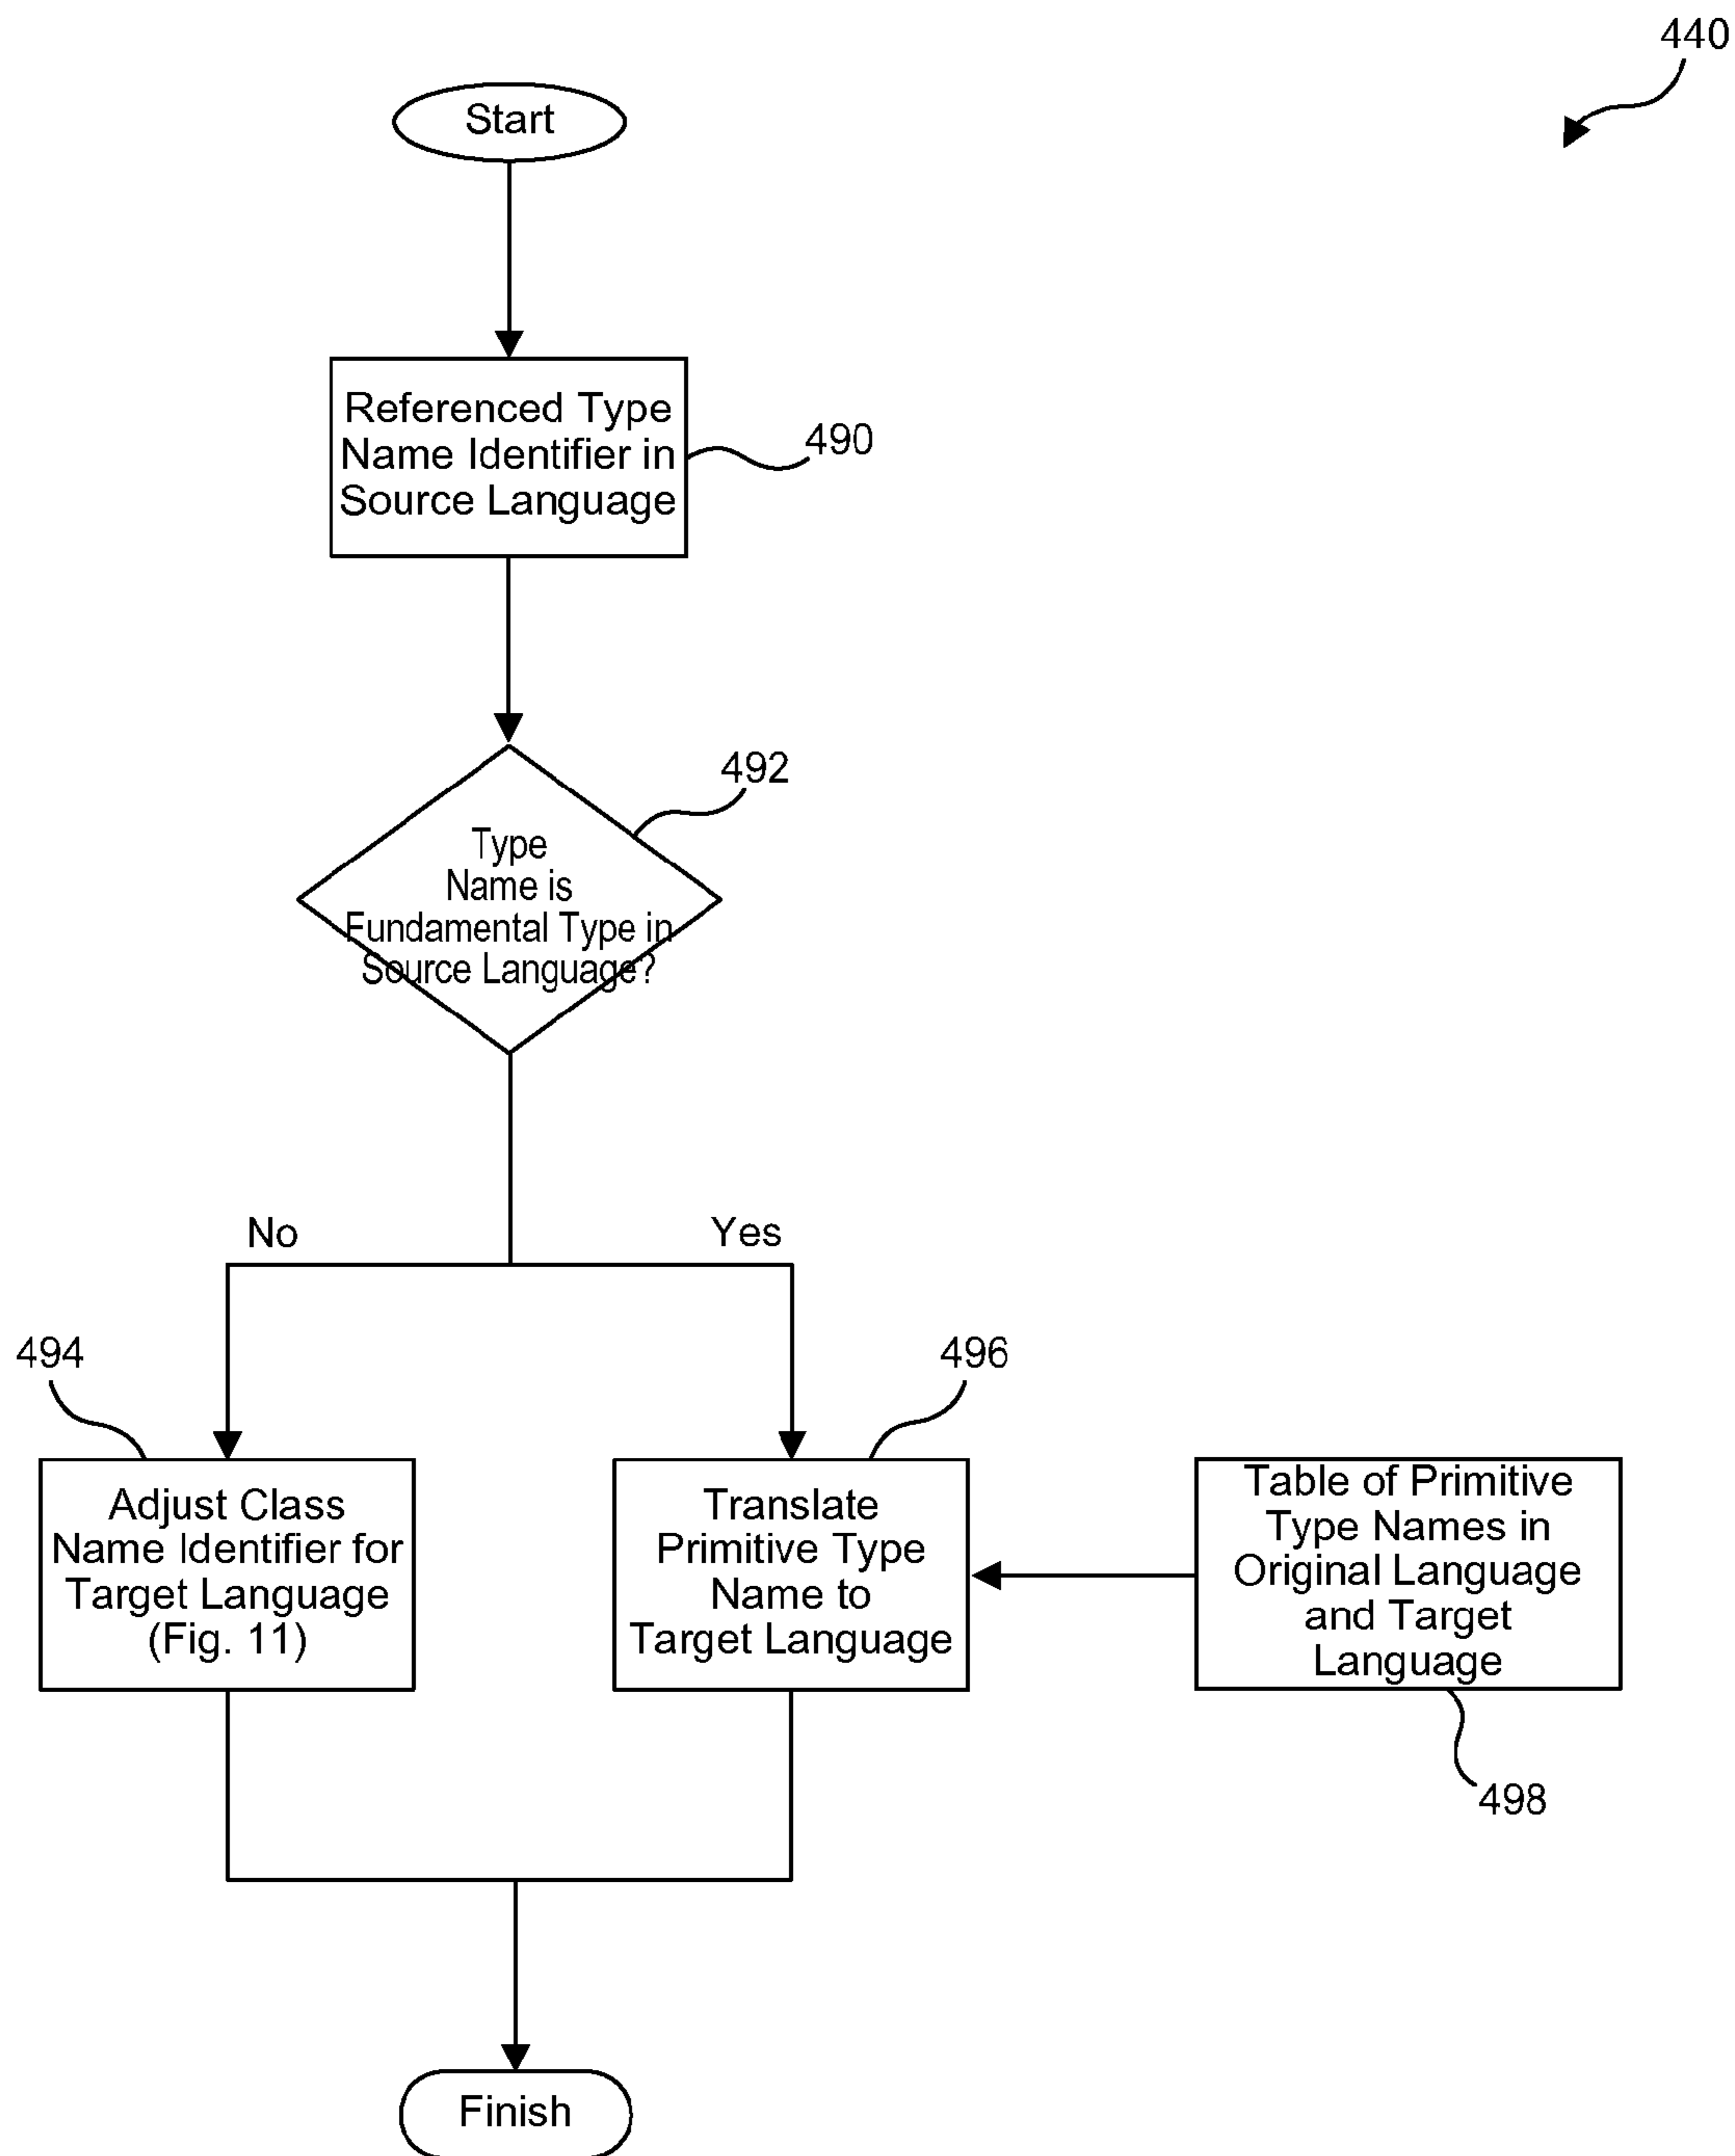 440
Start
Referenced Type
Name Identifier in
Source Language
490
492
Type
Name is
Fundamental Type in
Source Language?
No
Yes
494
496
Adjust Class
Name Identifier for
Target Language
(Fig. 11)
Translate
Primitive Type
Name to
Target Language
Table of Primitive
Type Names in
Original Language
and Target
Language
498
Finish